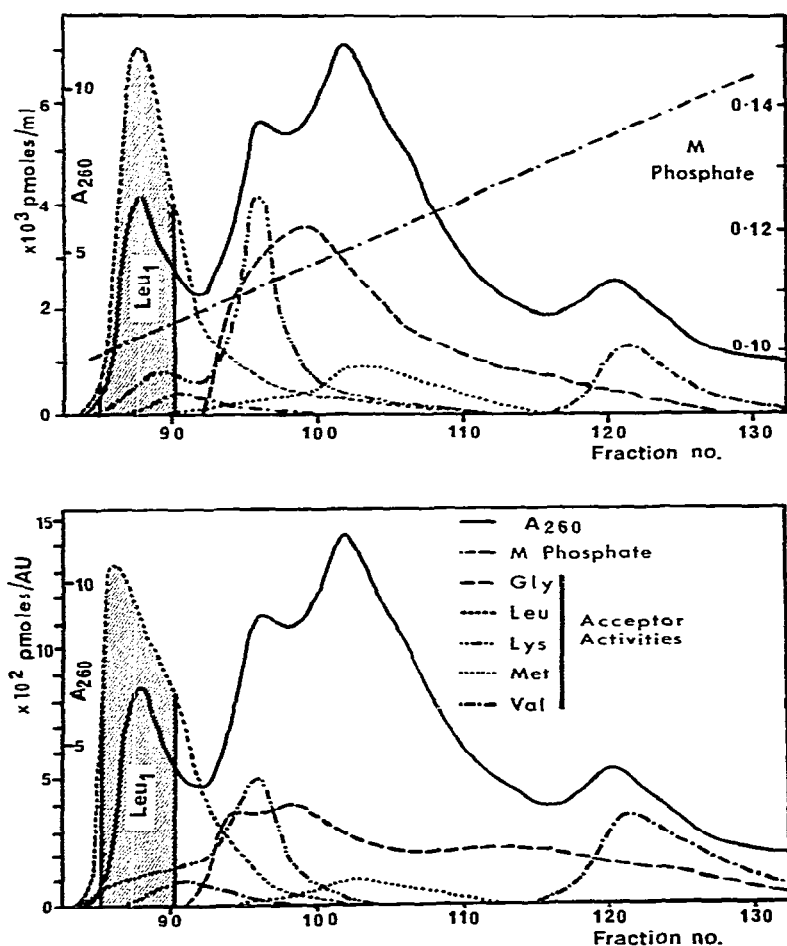 x10³ pmoles/ml
6
4
2
0
A260
10
5
Leu1
M
Phosphate
0·14
0·12
0·10
90
100
110
120
130
Fraction no.
x10² pmoles/AU
15
10
5
0
A260
10
5
Leu1
A260
M Phosphate
Gly
Leu
Lys
Met
Val
Acceptor
Activities
90
100
110
120
Fraction no.